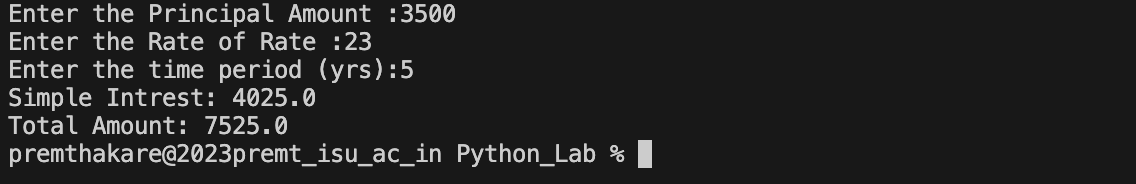 Enter the Principal Amount :3500
Enter the Rate of Rate :23
Enter the time period (yrs):5
Simple Intrest: 4025.0
Total Amount: 7525.0
premthakare@2023premt_isu_ac_in Python_Lab %